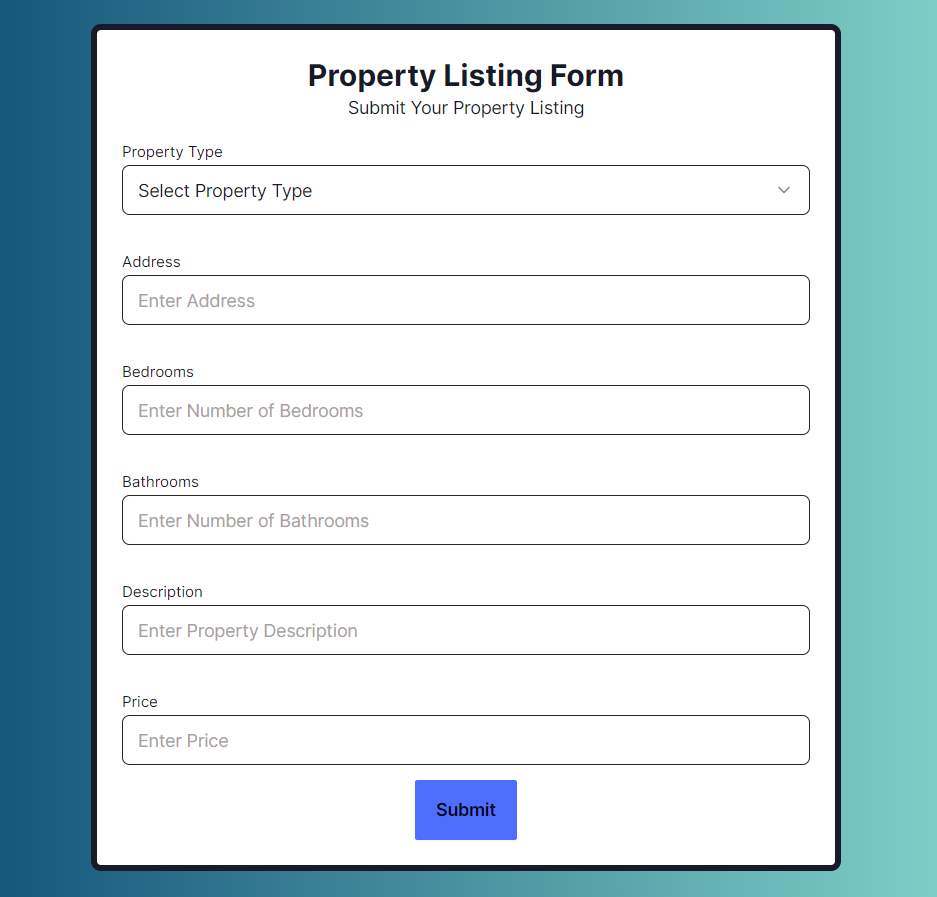 Property Listing Form
Submit Your Property Listing
Property Type
Select Property Type
Address
Enter Address
Bedrooms
Enter Number of Bedrooms
Bathrooms
Enter Number of Bathrooms
Description
Enter Property Description
Price
Enter Price
Submit